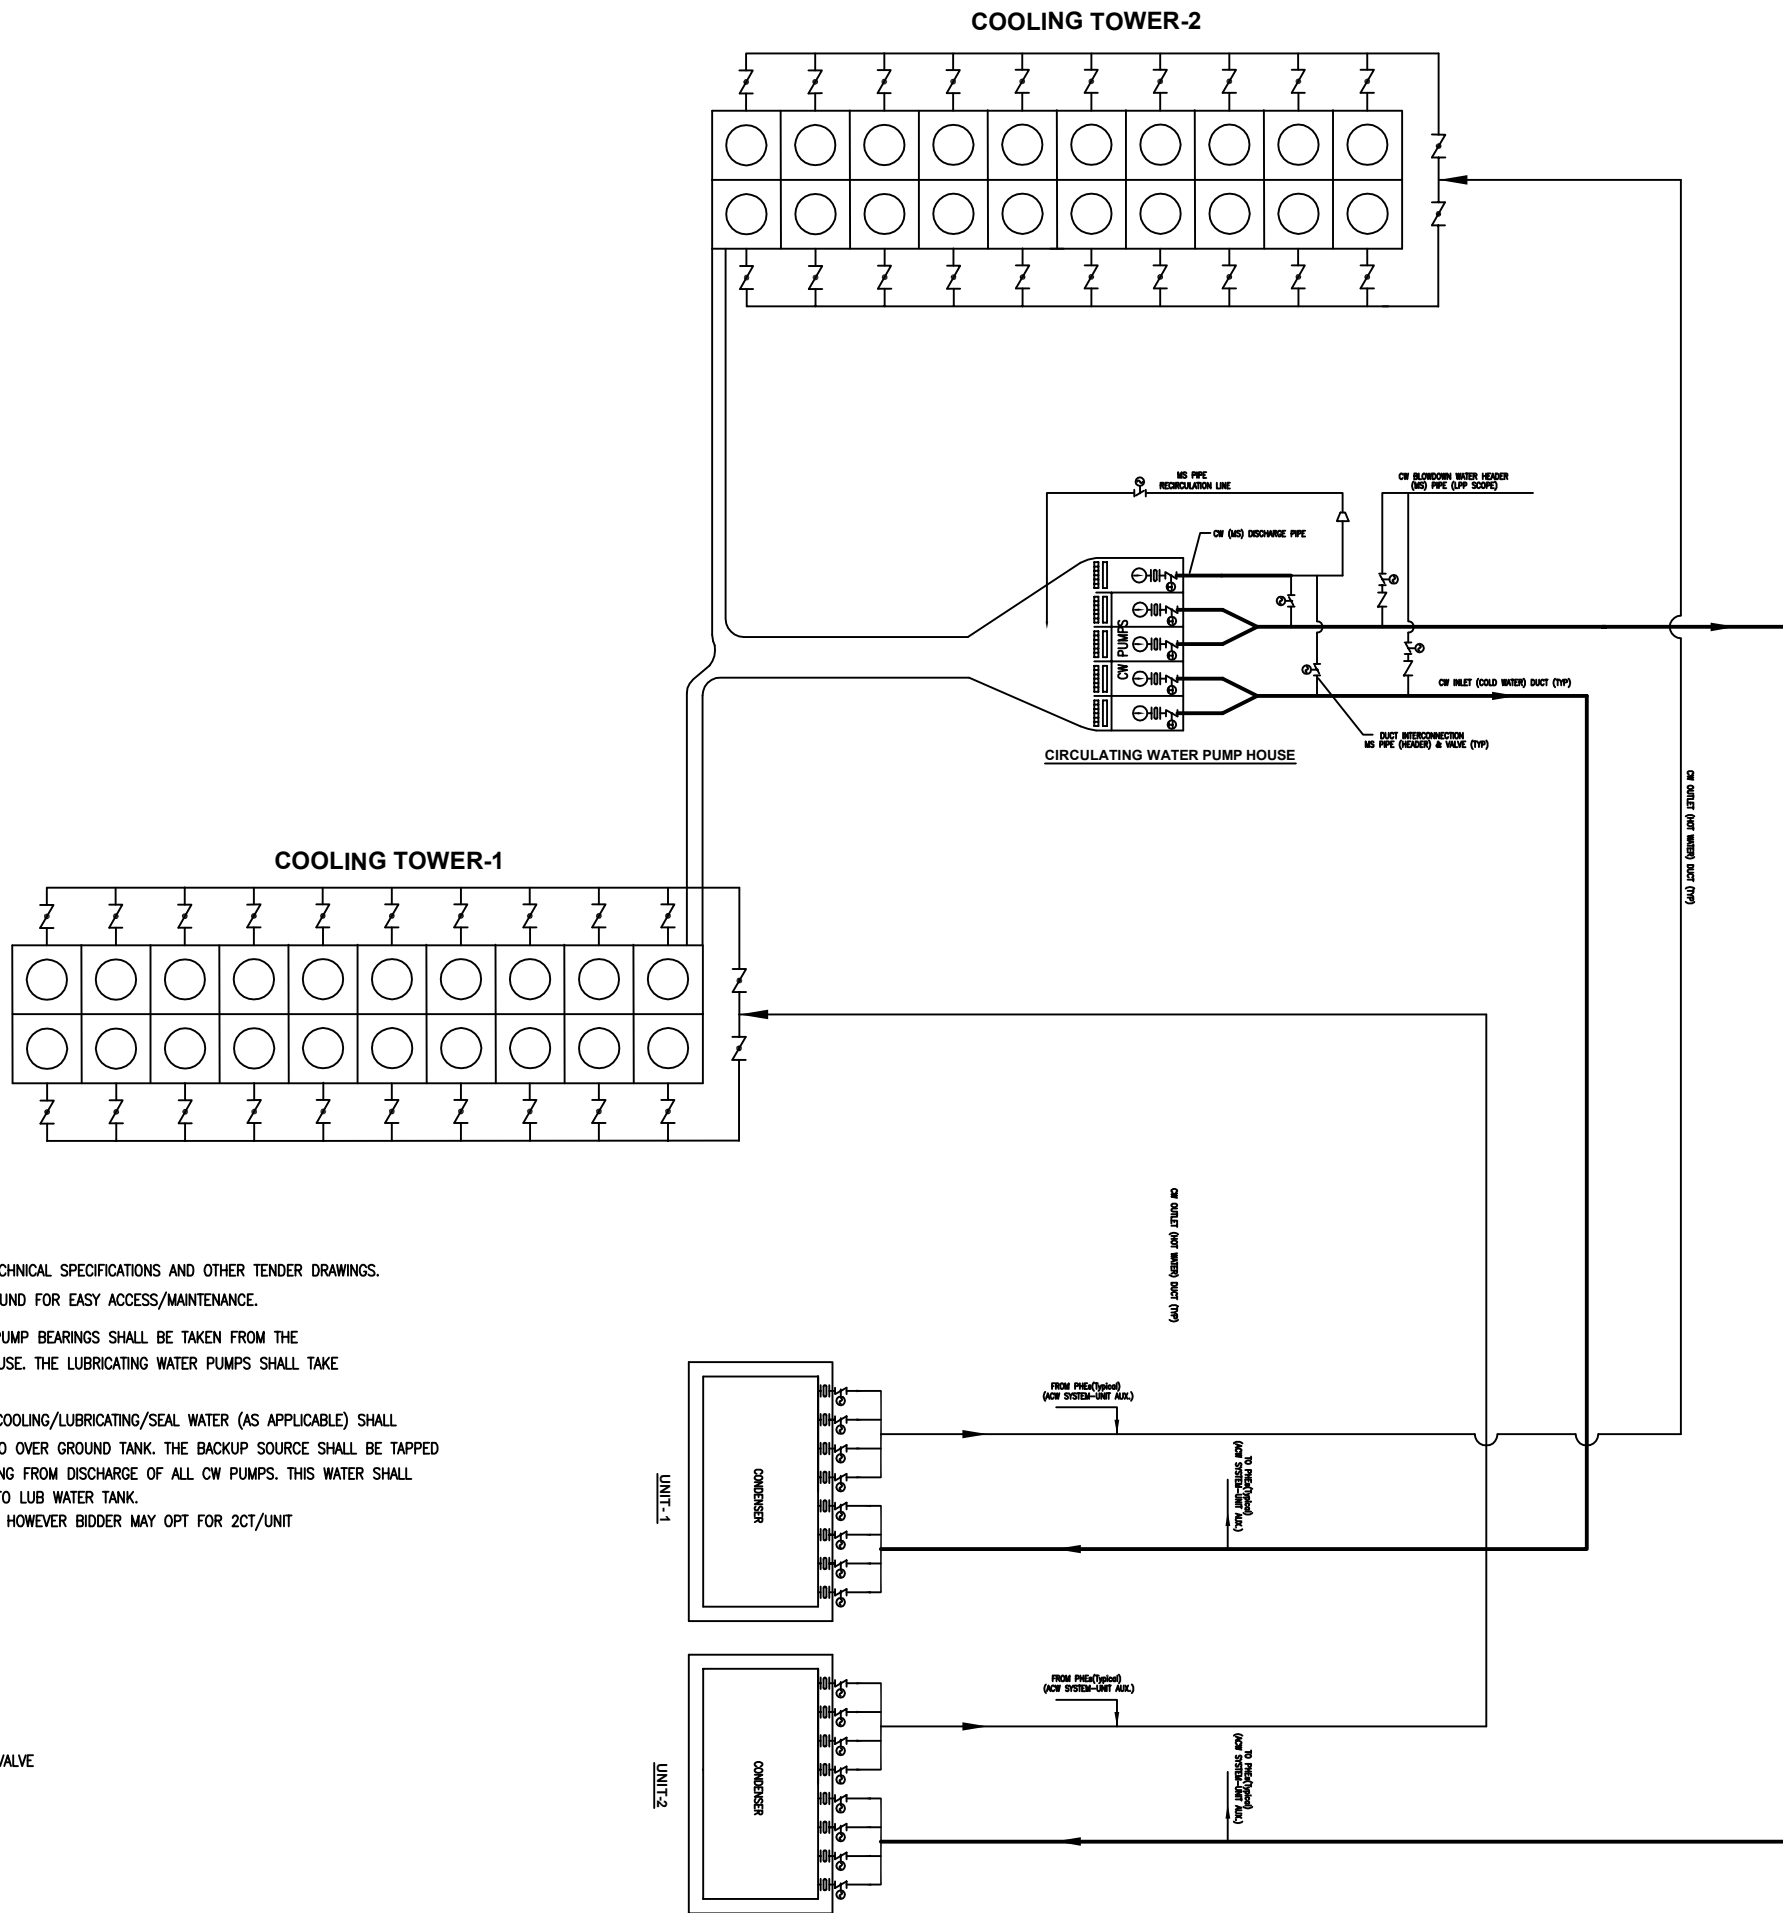 COOLING TOWER-2
MS PIPE
RECIRCULATION LINE
CW BLOWDOWN WATER HEADER
(MS) PIPE (LPP SCOPE)
CW (MS) DISCHARGE PIPE
CW PUMPS
CW INLET (COLD WATER) DUCT (TYP)
DUCT INTERCONNECTION
MS PIPE (HEADER) & VALVE (TYP)
CIRCULATING WATER PUMP HOUSE
CW OUTLET (HOT WATER) DUCT (TYP)
COOLING TOWER-1
CW OUTLET (HOT WATER) DUCT (TYP)
CHNICAL SPECIFICATIONS AND OTHER TENDER DRAWINGS.
UND FOR EASY ACCESS/MAINTENANCE.
PUMP BEARINGS SHALL BE TAKEN FROM THE
USE. THE LUBRICATING WATER PUMPS SHALL TAKE
COOLING/LUBRICATING/SEAL WATER (AS APPLICABLE) SHALL
O OVER GROUND TANK. THE BACKUP SOURCE SHALL BE TAPPED
NG FROM DISCHARGE OF ALL CW PUMPS. THIS WATER SHALL
TO LUB WATER TANK.
HOWEVER BIDDER MAY OPT FOR 2CT/UNIT
VALVE
UNIT-1
CONDENSER
FROM PHEs(Typical)
(ACW SYSTEM-UNIT AUX.)
TO PHEs(Typical)
(ACW SYSTEM-UNIT AUX.)
UNIT-2
CONDENSER
FROM PHEs(Typical)
(ACW SYSTEM-UNIT AUX.)
TO PHEs(Typical)
(ACW SYSTEM-UNIT AUX.)